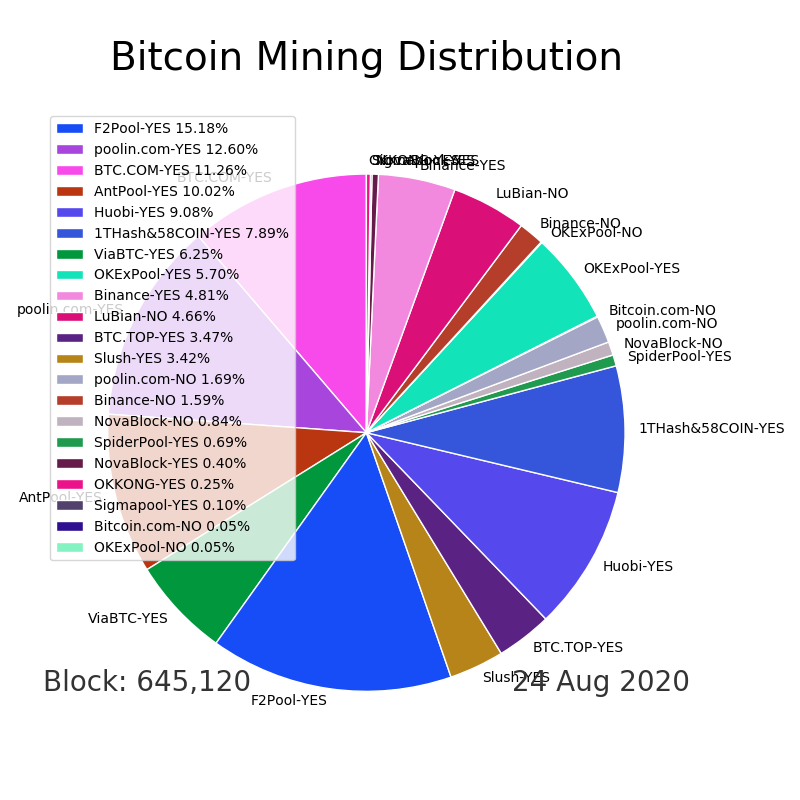 Bitcoin Mining Distribution
F2Pool-YES 15.18%
poolin.com-YES 12.60%
BTC.COM-YES 11.26%
AntPool-YES 10.02%
Huobi-YES 9.08%
1THash&58COIN-YES 7.89%
ViaBTC-YES 6.25%
OKExPool-YES 5.70%
Binance-YES 4.81%
LuBian-NO 4.66%
BTC.TOP-YES 3.47%
Slush-YES 3.42%
poolin.com-NO 1.69%
Binance-NO 1.59%
NovaBlock-NO 0.84%
SpiderPool-YES 0.69%
NovaBlock-YES 0.40%
OKKONG-YES 0.25%
Sigmapool-YES 0.10%
Bitcoin.com-NO 0.05%
OKExPool-NO 0.05%
BTC.COM-YES
poolin.com-YES
AntPool-YES
ViaBTC-YES
F2Pool-YES
Slush-YES
BTC.TOP-YES
Huobi-YES
1THash&58COIN-YES
SpiderPool-YES
NovaBlock-NO
poolin.com-NO
Bitcoin.com-NO
OKExPool-YES
OKExPool-NO
Binance-NO
LuBian-NO
Binance-YES
Block: 645,120
24 Aug 2020